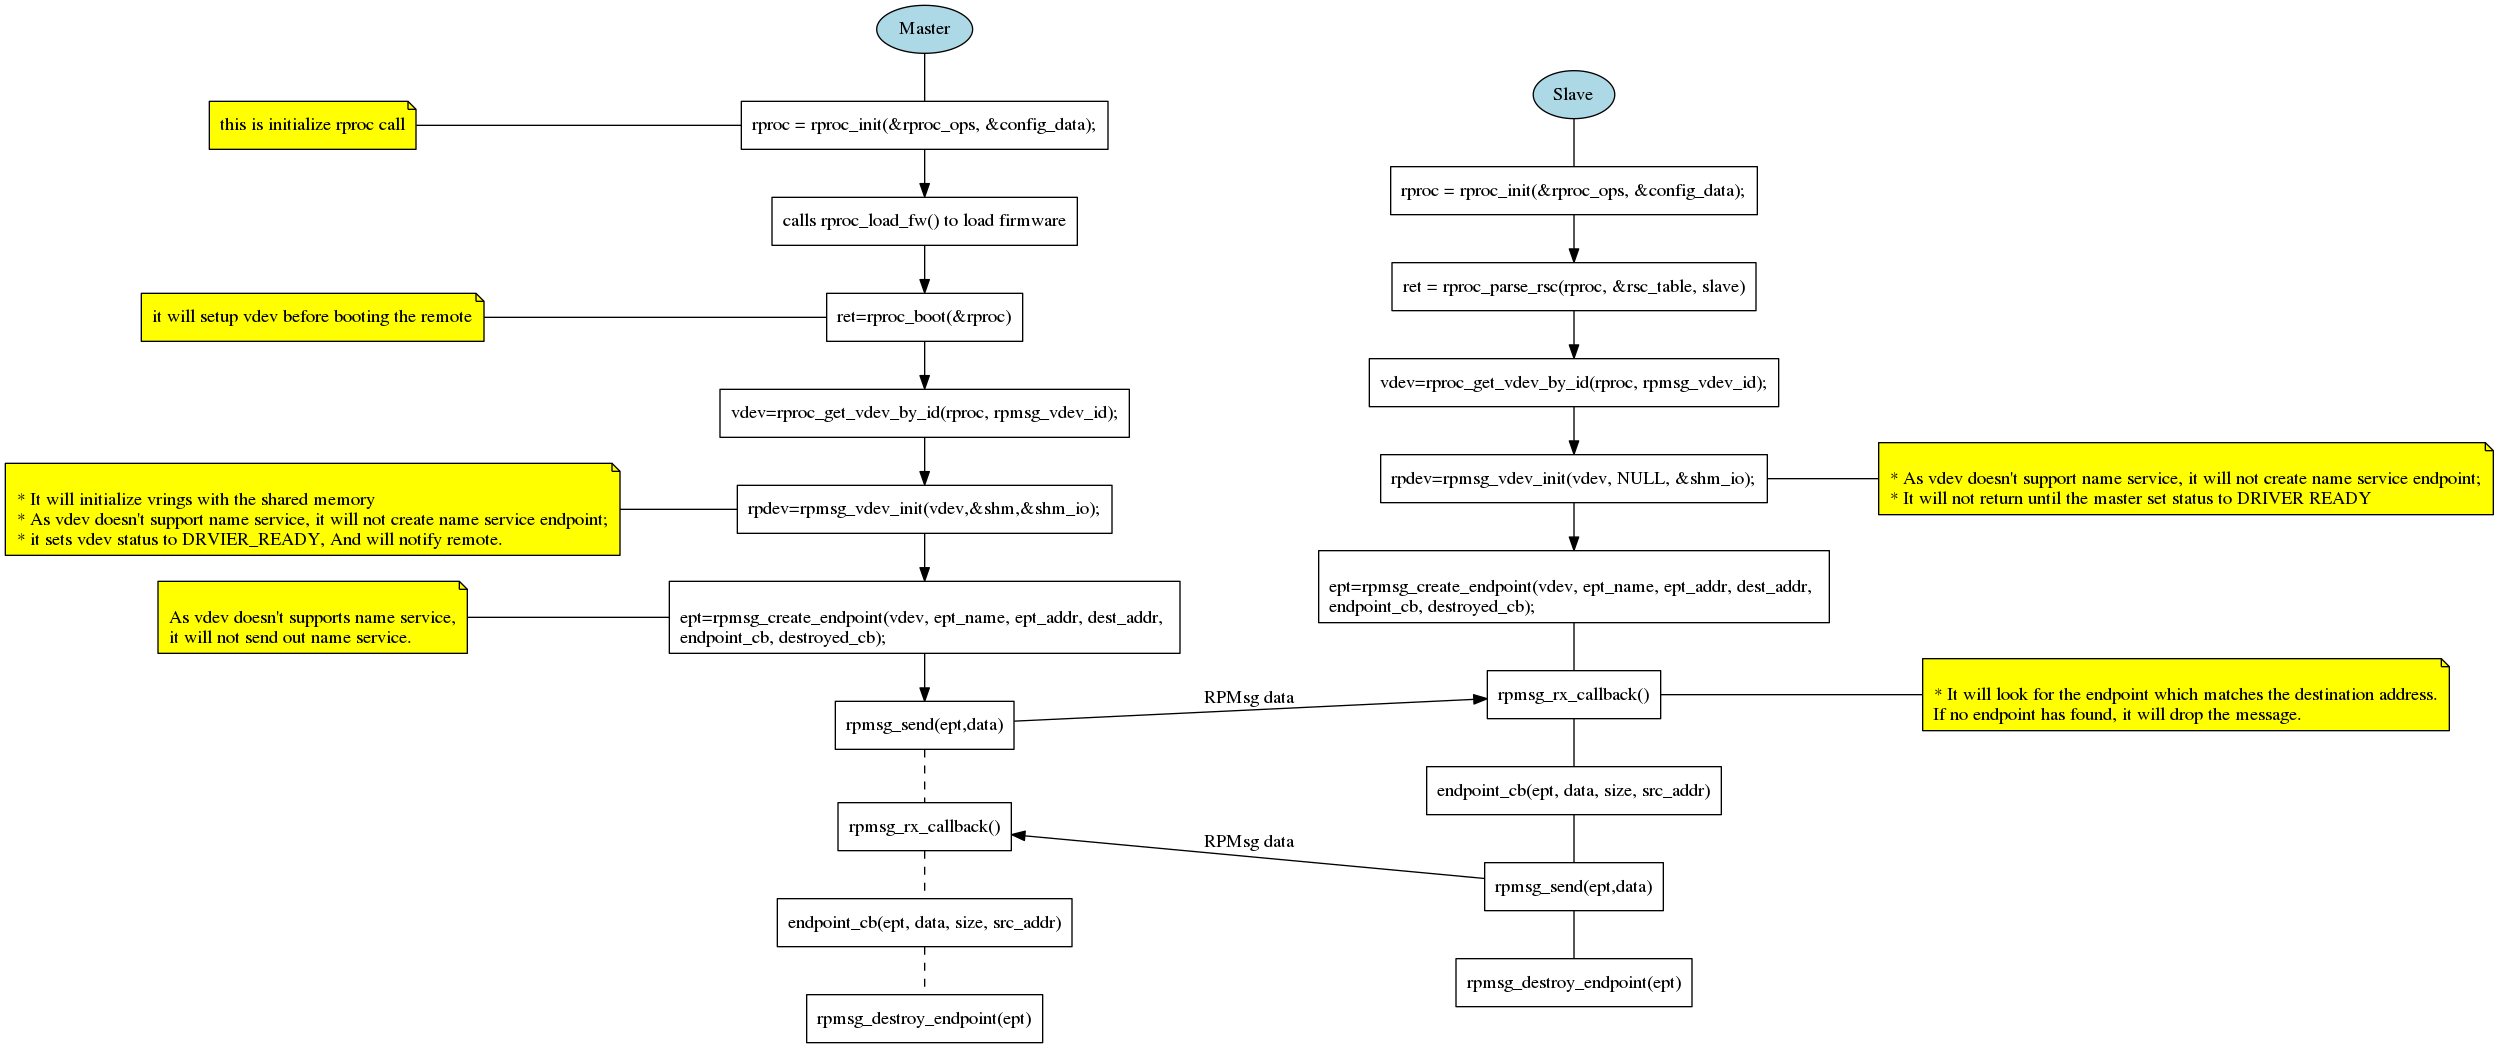 Master
this is initialize rproc call
rproc = rproc_init(&rproc_ops, &config_data);
calls rproc_load_fw() to load firmware
it will setup vdev before booting the remote
ret=rproc_boot(&rproc)
vdev=rproc_get_vdev_by_id(rproc, rpmsg_vdev_id);
* It will initialize vrings with the shared memory
* As vdev doesn't support name service, it will not create name service endpoint;
* it sets vdev status to DRVIER_READY, And will notify remote.
rpdev=rpmsg_vdev_init(vdev,&shm,&shm_io);
As vdev doesn't supports name service,
it will not send out name service.
ept=rpmsg_create_endpoint(vdev, ept_name, ept_addr, dest_addr,
endpoint_cb, destroyed_cb);
rpmsg_send(ept,data)
RPMsg data
rpmsg_rx_callback()
RPMsg data
endpoint_cb(ept, data, size, src_addr)
rpmsg_destroy_endpoint(ept)
Slave
rproc = rproc_init(&rproc_ops, &config_data);
ret = rproc_parse_rsc(rproc, &rsc_table, slave)
vdev=rproc_get_vdev_by_id(rproc, rpmsg_vdev_id);
rpdev=rpmsg_vdev_init(vdev, NULL, &shm_io);
* As vdev doesn't support name service, it will not create name service endpoint;
* It will not return until the master set status to DRIVER READY
ept=rpmsg_create_endpoint(vdev, ept_name, ept_addr, dest_addr,
endpoint_cb, destroyed_cb);
rpmsg_rx_callback()
* It will look for the endpoint which matches the destination address.
If no endpoint has found, it will drop the message.
endpoint_cb(ept, data, size, src_addr)
rpmsg_send(ept,data)
rpmsg_destroy_endpoint(ept)